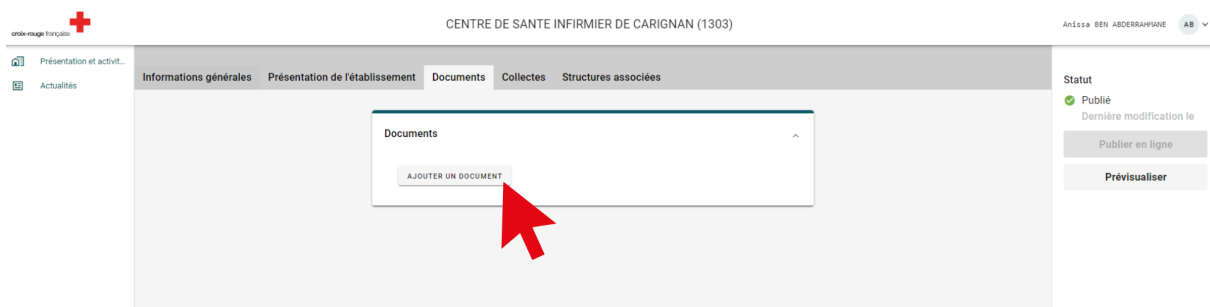 croix-rouge française
CENTRE DE SANTE INFIRMIER DE CARIGNAN (1303)
Anissa BEN ABDERRAHMANE
AB
Présentation et activit...
Actualités
Informations générales
Présentation de l'établissement
Documents
Collectes
Structures associées
Documents
AJOUTER UN DOCUMENT
Statut
Publié
Dernière modification le
Publier en ligne
Prévisualiser